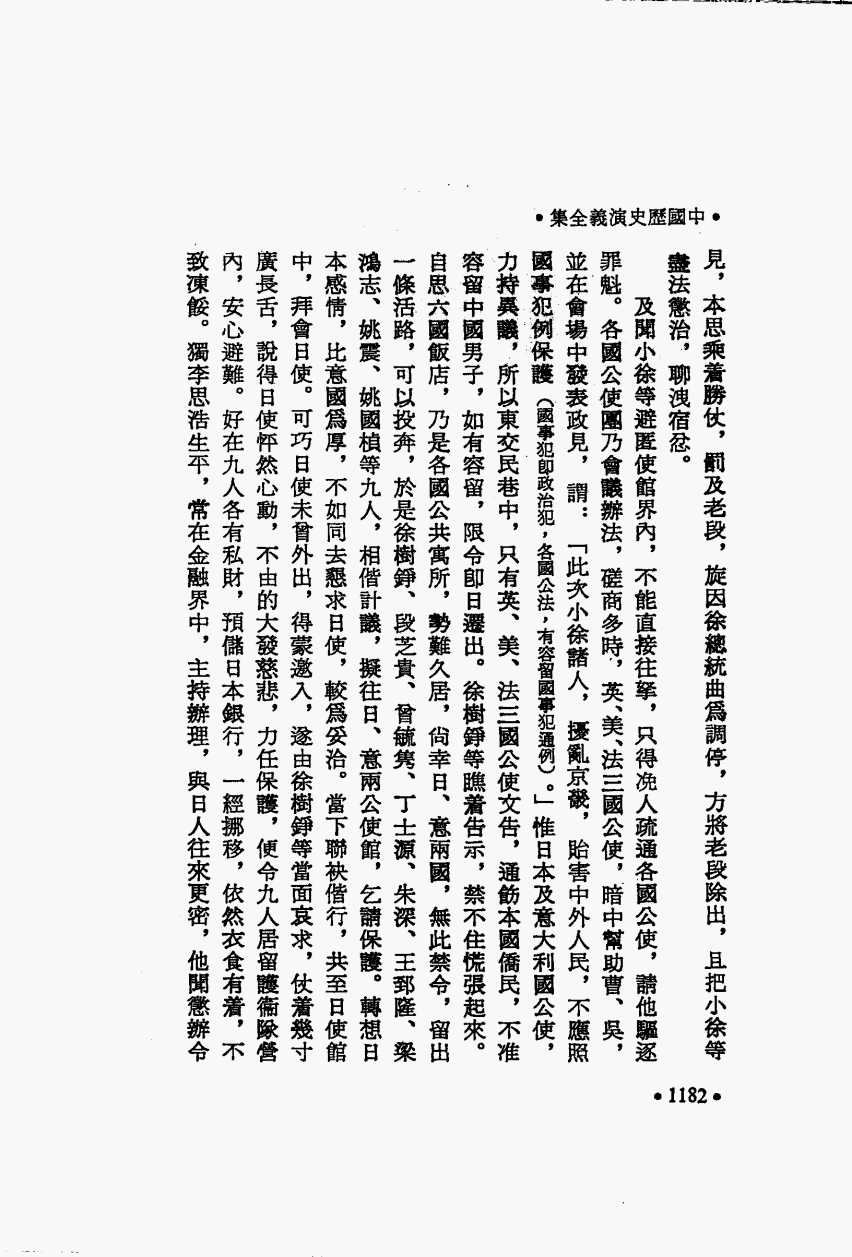 •中國歷史演義全集•
見，本思乘着勝仗，罰及老段，旋因徐總統曲爲調停，方將老段除出，且把小徐等
盡法懲治，聊洩宿忿。
及聞小徐等避匿使館界內，不能直接往拏，只得浼人疏通各國公使，請他驅逐
罪魁。各國公使團乃會議辦法，磋商多時，英、美、法三國公使，暗中幫助曹、吳，
並在會場中發表政見，謂：「此次小徐諸人，擾亂京畿，貽害中外人民，不應照
國事犯例保護（國事犯卽政治犯，各國公法，有容留國事犯通例）。」惟日本及意大利國公使，
力持異議，所以東交民巷中，只有英、美、法三國公使文告，通飭本國僑民，不准
容留中國男子，如有容留，限令卽日遷出。徐樹錚等瞧着告示，禁不住慌張起來。
自思六國飯店，乃是各國公共寓所，勢難久居，尙幸日、意兩國，無此禁令，留出
一條活路，可以投奔，於是徐樹錚、段芝貴、曾毓雋、丁士源、朱深、王郅隆、梁
鴻志、姚震、姚國楨等九人，相偕計議，擬往日、意兩公使館，乞請保護。轉想日
本感情，比意國爲厚，不如同去懇求日使，較爲妥洽。當下聯袂偕行，共至日使館
中，拜會日使。可巧日使未曾外出，得蒙邀入，遂由徐樹錚等當面哀求，仗着幾寸
廣長舌，說得日使怦然心動，不由的大發慈悲，力任保護，便令九人居留護衞隊營
內，安心避難。好在九人各有私財，預儲日本銀行，一經挪移，依然衣食有着，不
致凍餒。獨李思浩生平，常在金融界中，主持辦理，與日人往來更密，他聞懲辦令
•1182•